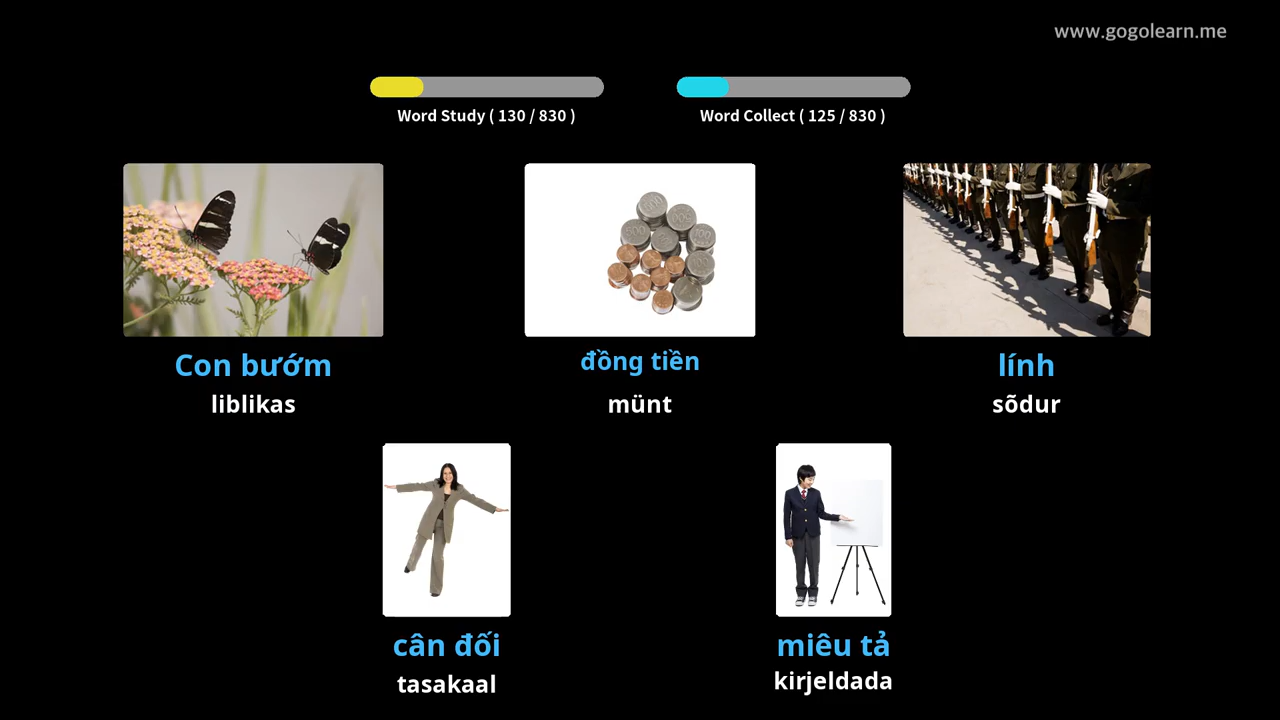 www.gogolearn.me
Word Study ( 130 / 830 )
Word Collect ( 125 / 830 )
Con bướm
đồng tiền
lính
liblikas
münt
sõdur
cân đối
miêu tả
tasakaal
kirjeldada